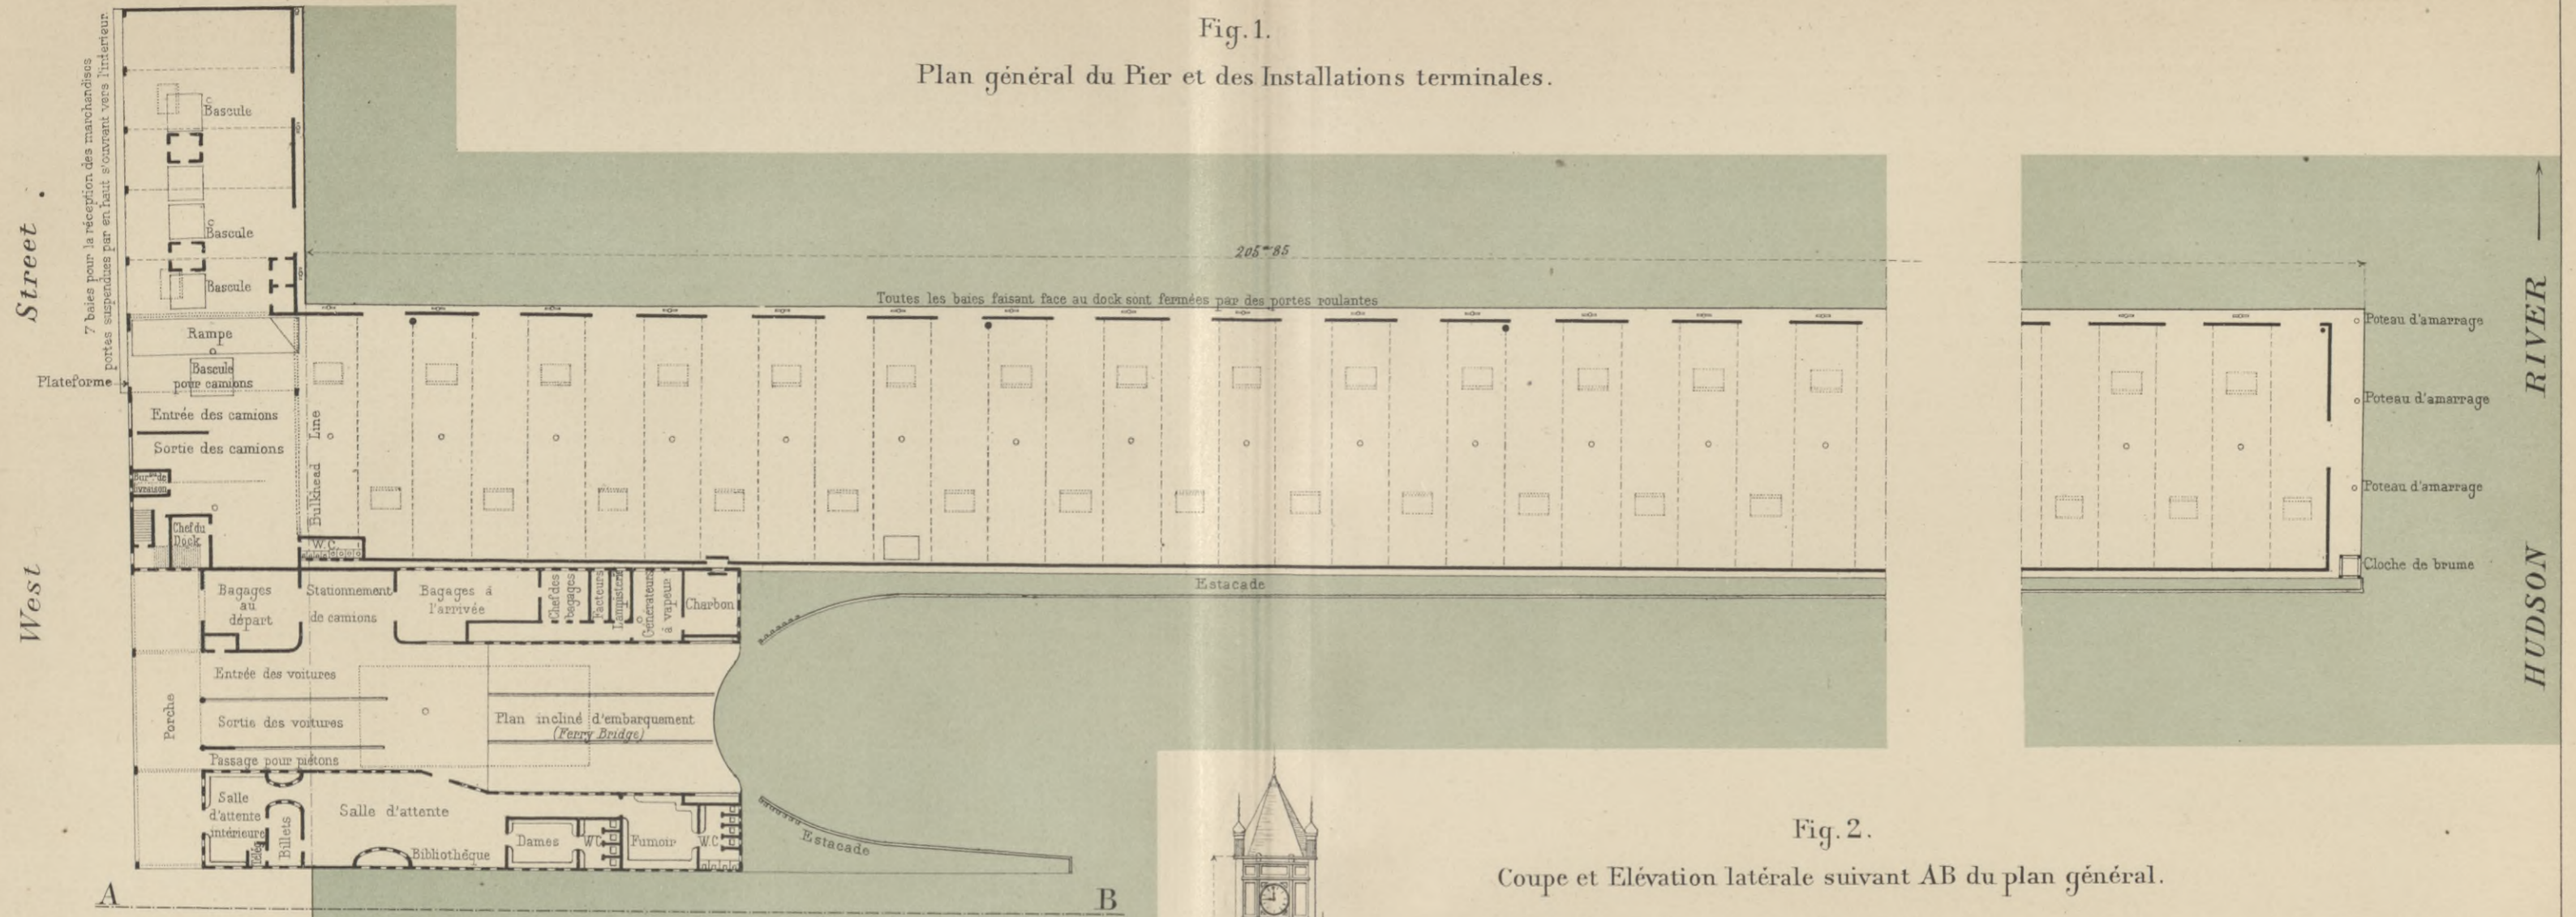 Fig. 1.
Plan général du Pier et des Installations terminales.
7 baies pour la réception des marchandises
portes suspendues par en haut s'ouvrant vers l'interieur.
West Street.
Bascule
Bascule
Bascule
205m85
Toutes les baies faisant face au dock sont fermées par des portes roulantes
Rampe
Bascule
pour camions
Plateforme
Entrée des camions
Sortie des camions
Bulkhead Line
livraison
Chef du
Dock
W.C.
Poteau d'amarrage
Poteau d'amarrage
Poteau d'amarrage
Cloche de brume
HUDSON RIVER
Bagages
au
départ
Stationnement
de camions
Bagages á
l'arrivée
Chef des
bagages
Facteurs
Lampisterie
Générateurs
á vapeur
Charbon
Estacade
Porche
Entrée des voitures
Sortie des voitures
Passage pour piétons
Plan incliné d'embarquement
(Ferry Bridge)
Salle
d'attente
intérieure
Billets
Salle d'attente
Bibliothéque
Dames
W.C.
Fumoir
W.C.
Estacade
A
B
Fig. 2.
Coupe et Elévation latérale suivant AB du plan général.